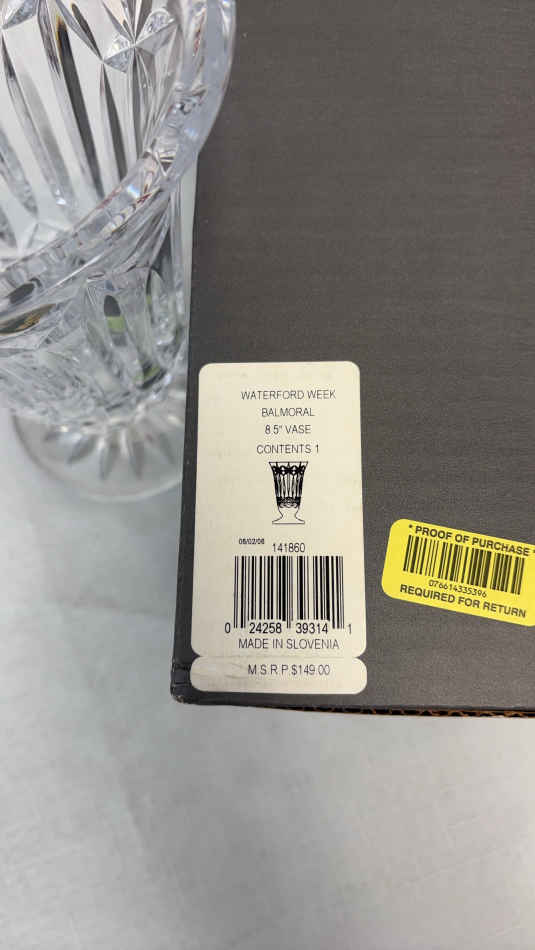 WATERFORD WEEK
BALMORAL
8.5" VASE
CONTENTS 1
06/02/06 141860
0 24258 39314 1
MADE IN SLOVENIA
M.S.R.P.$149.00
* PROOF OF PURCHASE *
076614335396
REQUIRED FOR RETURN